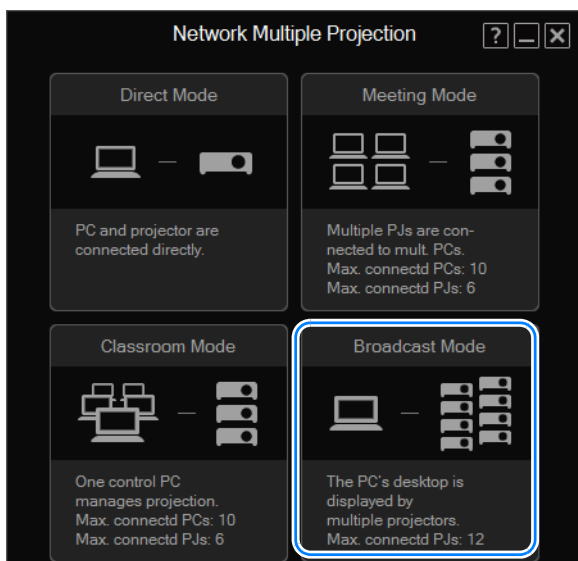 Network Multiple Projection
?
Direct Mode
PC and projector are
connected directly.
Meeting Mode
Multiple PJs are con-
nected to mult. PCs.
Max. connectd PCs: 10
Max. connectd PJs: 6
Classroom Mode
One control PC
manages projection.
Max. connectd PCs: 10
Max. connectd PJs: 6
Broadcast Mode
The PC's desktop is
displayed by
multiple projectors.
Max. connectd PJs: 12